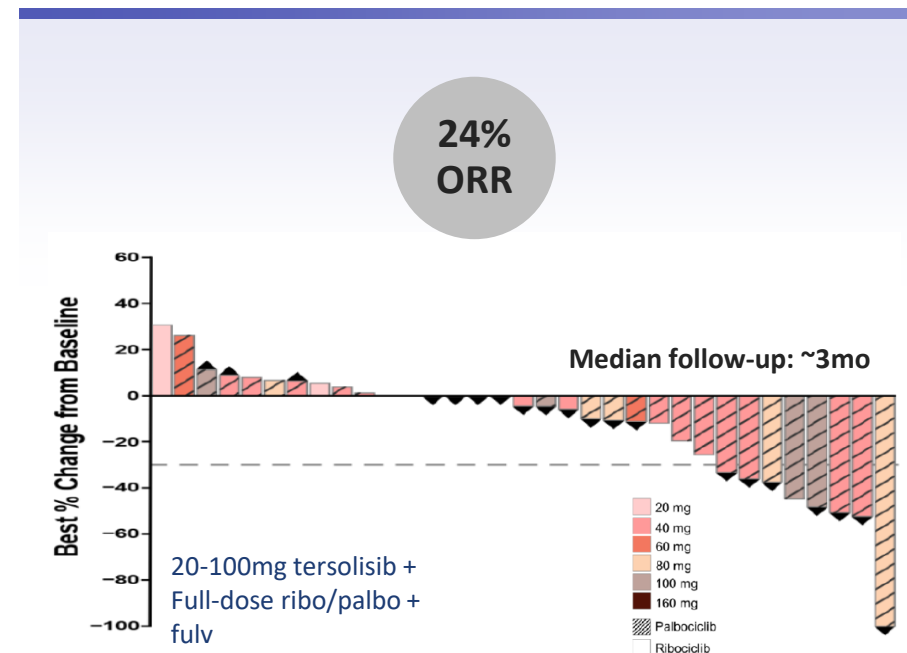 24%
ORR
60
40
20
0
−20
−40
−60
−80
−100
Best % Change from Baseline
Median follow-up: ~3mo
20-100mg tersolisib +
Full-dose ribo/palbo +
fulv
20 mg
40 mg
60 mg
80 mg
100 mg
160 mg
Palbociclib
Ribociclib